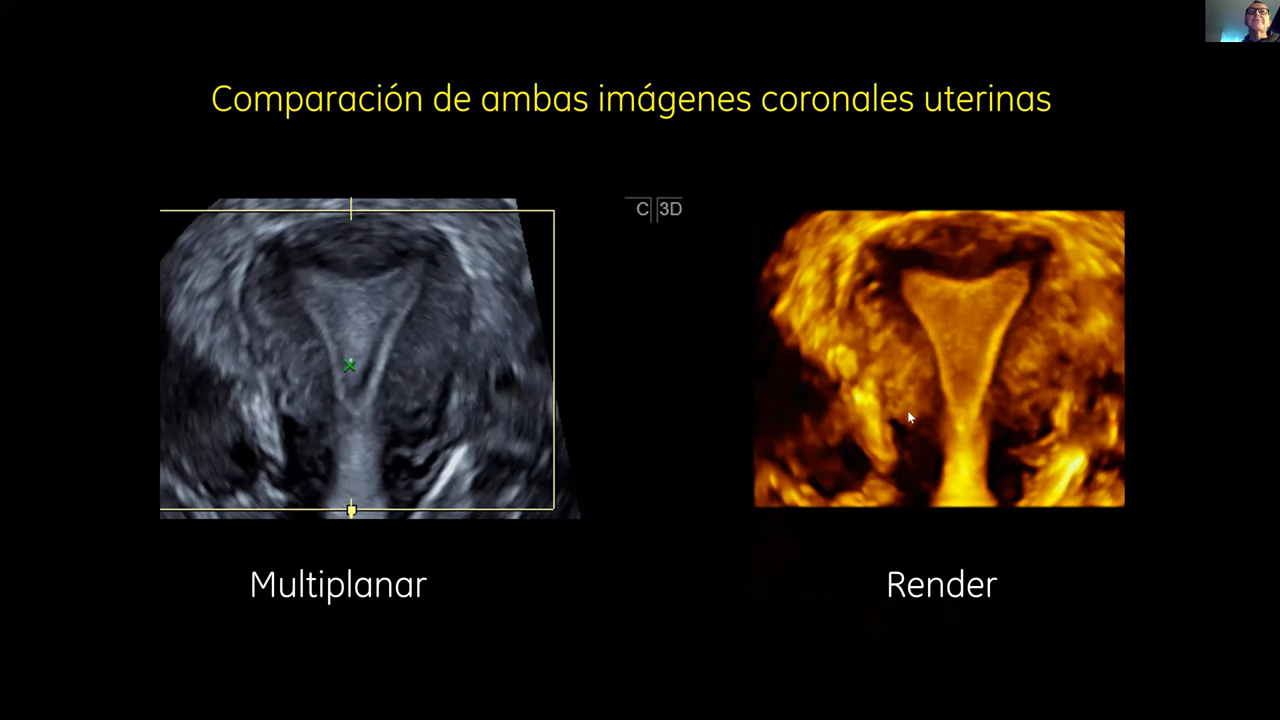 Comparación de ambas imágenes coronales uterinas
C 3D
Multiplanar
Render